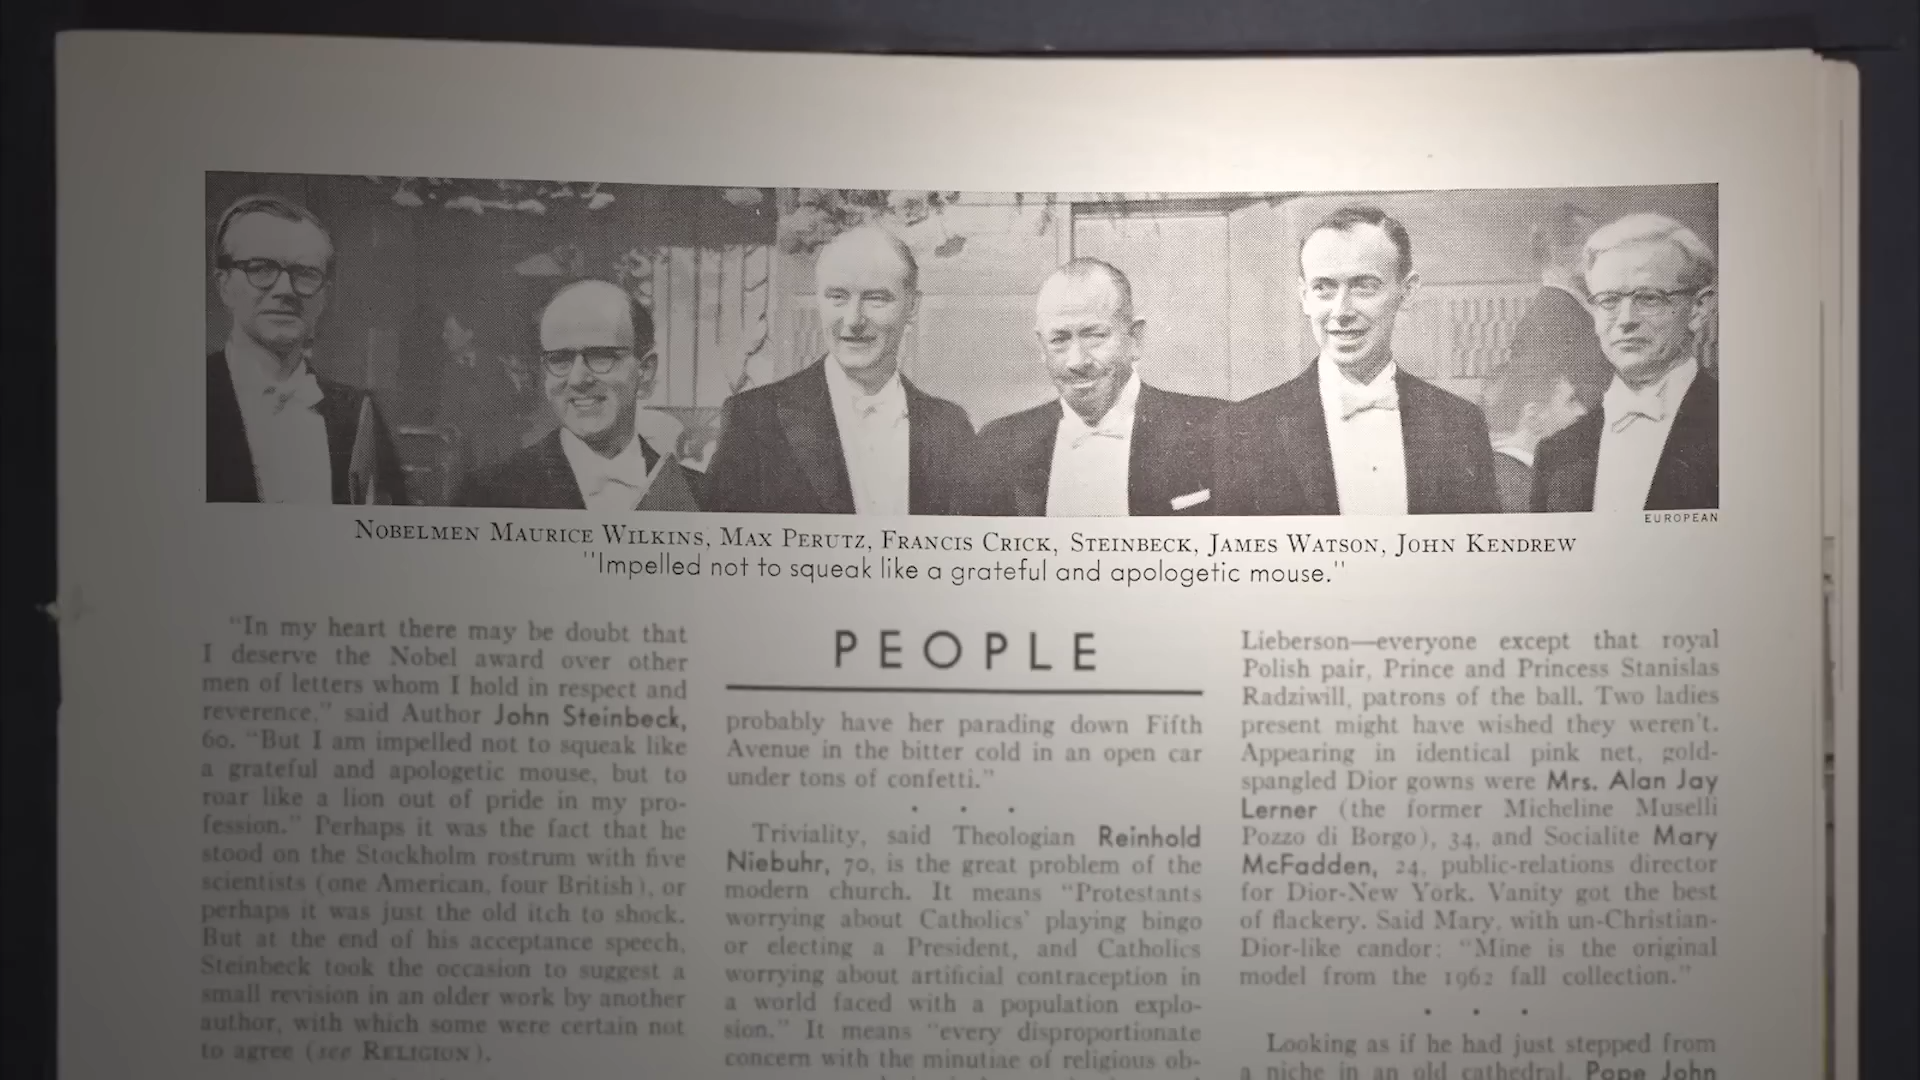 EUROPEAN
NOBELMEN MAURICE WILKINS, MAX PERUTZ, FRANCIS CRICK, STEINBECK, JAMES WATSON, JOHN KENDREW
"Impelled not to squeak like a grateful and apologetic mouse."
"In my heart there may be doubt that
I deserve the Nobel award over other
men of letters whom I hold in respect and
reverence," said Author John Steinbeck,
60. "But I am impelled not to squeak like
a grateful and apologetic mouse, but to
roar like a lion out of pride in my pro-
fession." Perhaps it was the fact that he
stood on the Stockholm rostrum with five
scientists (one American, four British), or
perhaps it was just the old itch to shock.
But at the end of his acceptance speech,
Steinbeck took the occasion to suggest a
small revision in an older work by another
author, with which some were certain not
to agree (see RELIGION).
PEOPLE
probably have her parading down Fifth
Avenue in the bitter cold in an open car
under tons of confetti."
. . .
Triviality, said Theologian Reinhold
Niebuhr, 70, is the great problem of the
modern church. It means "Protestants
worrying about Catholics' playing bingo
or electing a President, and Catholics
worrying about artificial contraception in
a world faced with a population explo-
sion." It means "every disproportionate
concern with the minutiae of religious ob-
Lieberson—everyone except that royal
Polish pair, Prince and Princess Stanislas
Radziwill, patrons of the ball. Two ladies
present might have wished they weren't.
Appearing in identical pink net, gold-
spangled Dior gowns were Mrs. Alan Jay
Lerner (the former Micheline Muselli
Pozzo di Borgo), 34, and Socialite Mary
McFadden, 24, public-relations director
for Dior-New York. Vanity got the best
of flackery. Said Mary, with un-Christian-
Dior-like candor: "Mine is the original
model from the 1962 fall collection."
. . .
Looking as if he had just stepped from
a niche in an old cathedral, Pope John